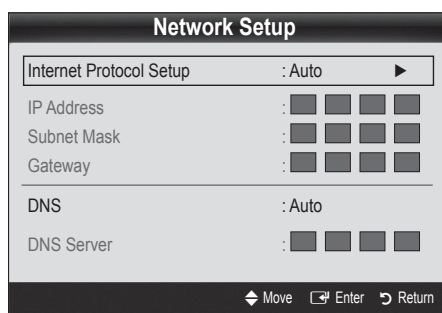 Network Setup
Internet Protocol Setup : Auto ►
IP Address :
Subnet Mask :
Gateway :
DNS : Auto
DNS Server :
Move Enter Return